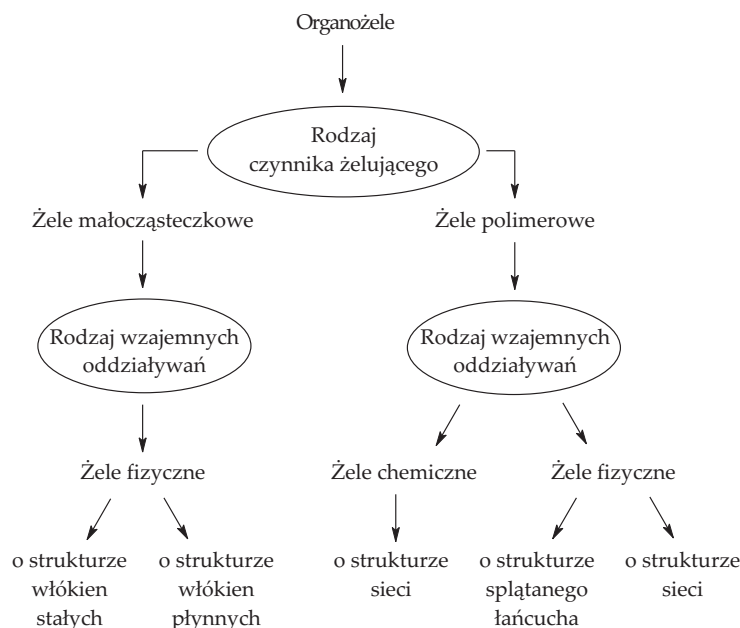 Organożele
Rodzaj
czynnika żelującego
Żele małocząsteczkowe
Żele polimerowe
Rodzaj wzajemnych
oddziaływań
Rodzaj wzajemnych
oddziaływań
Żele fizyczne
Żele chemiczne
Żele fizyczne
o strukturze
włókien
stałych
o strukturze
włókien
płynnych
o strukturze
sieci
o strukturze
splątanego
łańcucha
o strukturze
sieci